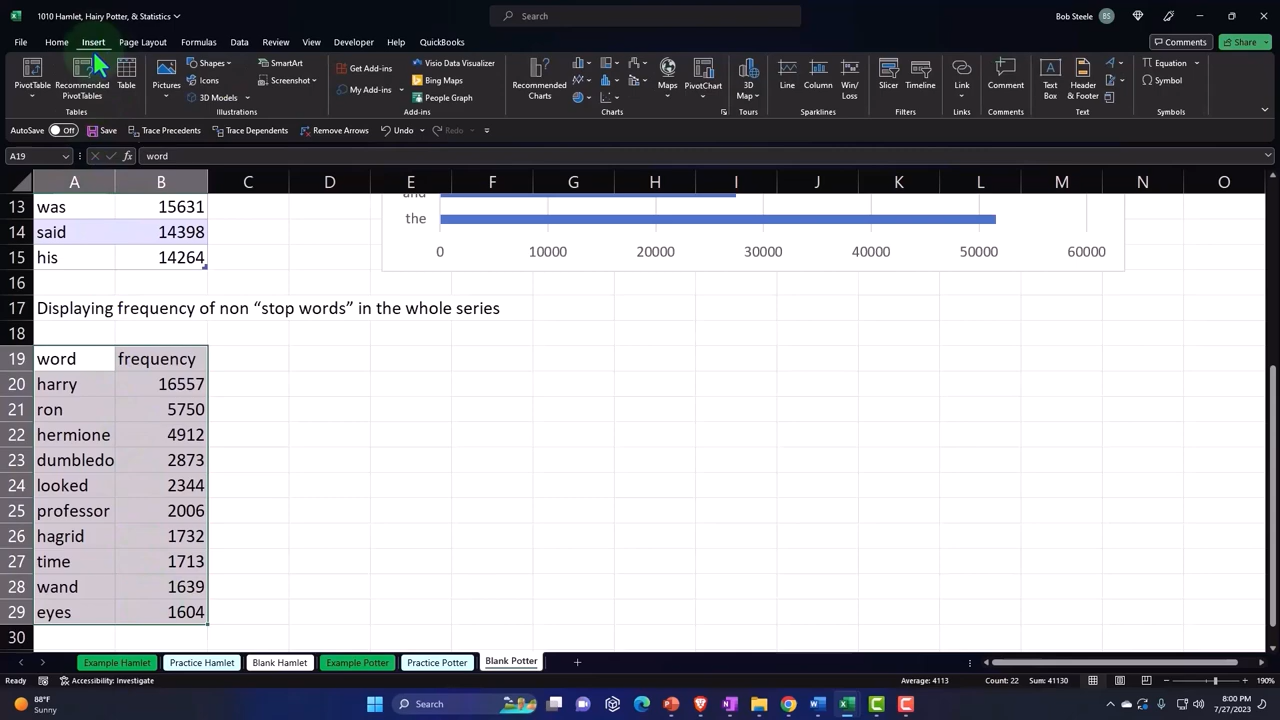 1010 Hamlet, Hairy Potter, & Statistics
Search
Bob Steele BS
File Home Insert Page Layout Formulas Data Review View Developer Help QuickBooks
Comments Share
PivotTable Recommended PivotTables Table
Tables
Pictures Shapes Icons 3D Models SmartArt Screenshot
Illustrations
Get Add-ins My Add-ins Visio Data Visualizer Bing Maps People Graph
Add-ins
Recommended Charts Maps PivotChart
Charts
3D Map
Tours
Line Column Win/Loss
Sparklines
Slicer Timeline
Filters
Link
Links
Comment
Comments
Text Box Header & Footer
Text
Equation Symbol
Symbols
AutoSave Off Save Trace Precedents Trace Dependents Remove Arrows Undo Redo
A19 fx word
A B C D E F G H I J K L M N O
13 was 15631
14 said 14398
15 his 14264
the
0 10000 20000 30000 40000 50000 60000
16
17 Displaying frequency of non “stop words” in the whole series
18
19 word frequency
20 harry 16557
21 ron 5750
22 hermione 4912
23 dumbledo 2873
24 looked 2344
25 professor 2006
26 hagrid 1732
27 time 1713
28 wand 1639
29 eyes 1604
30
Example Hamlet Practice Hamlet Blank Hamlet Example Potter Practice Potter Blank Potter
Ready Accessibility: Investigate Average: 4113 Count: 22 Sum: 41130 190%
88°F
Sunny
Search
8:00 PM
7/27/2023